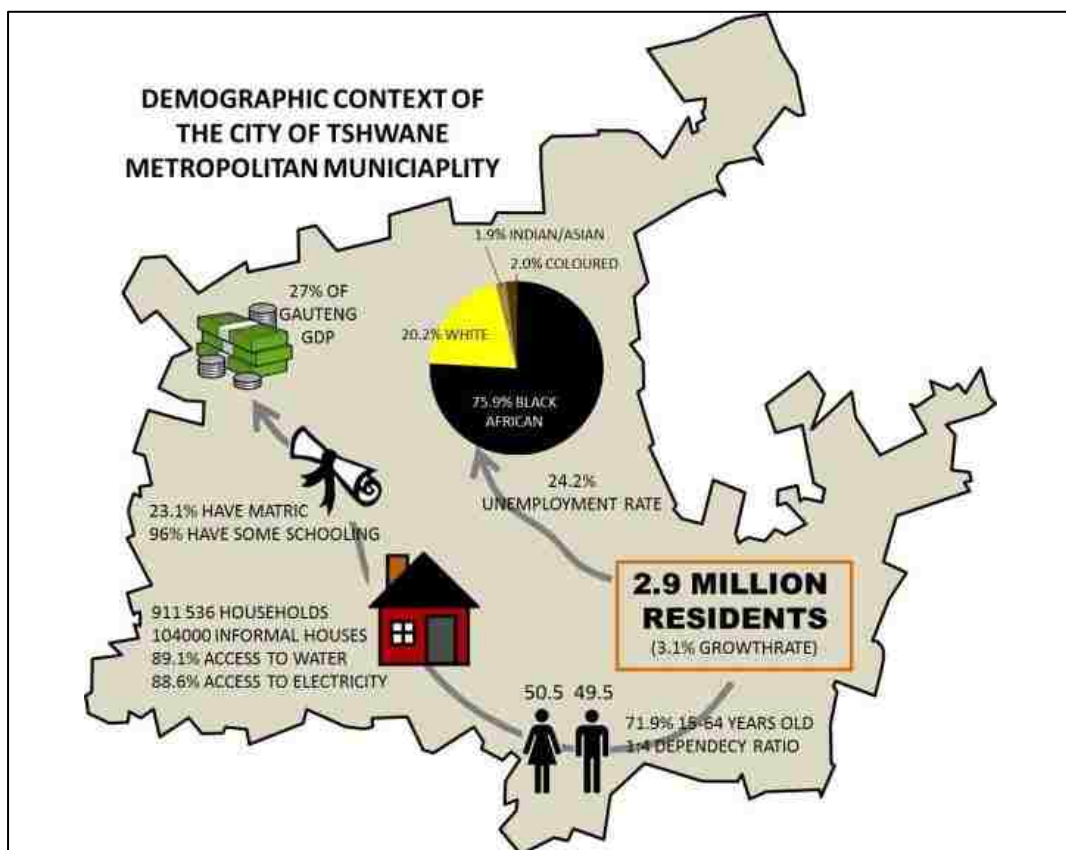 DEMOGRAPHIC CONTEXT OF
THE CITY OF TSHWANE
METROPOLITAN MUNICIAPLITY
1.9% INDIAN/ASIAN
2.0% COLOURED
20.2% WHITE
75.9% BLACK
AFRICAN
27% OF
GAUTENG
GDP
24.2%
UNEMPLOYMENT RATE
23.1% HAVE MATRIC
96% HAVE SOME SCHOOLING
2.9 MILLION
RESIDENTS
(3.1% GROWTHRATE)
911 536 HOUSEHOLDS
104000 INFORMAL HOUSES
89.1% ACCESS TO WATER
88.6% ACCESS TO ELECTRICITY
50.5 49.5
71.9% 15-64 YEARS OLD
1:4 DEPENDECY RATIO